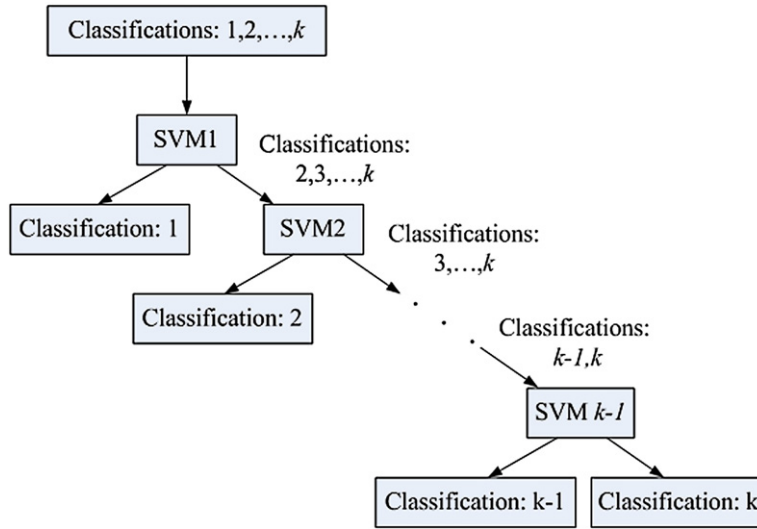 Classifications: 1,2,...,k
SVM1
Classifications:
2,3,...,k
Classification: 1
SVM2
Classifications:
3,...,k
Classification: 2
Classifications:
k-1,k
SVM k-1
Classification: k-1
Classification: k